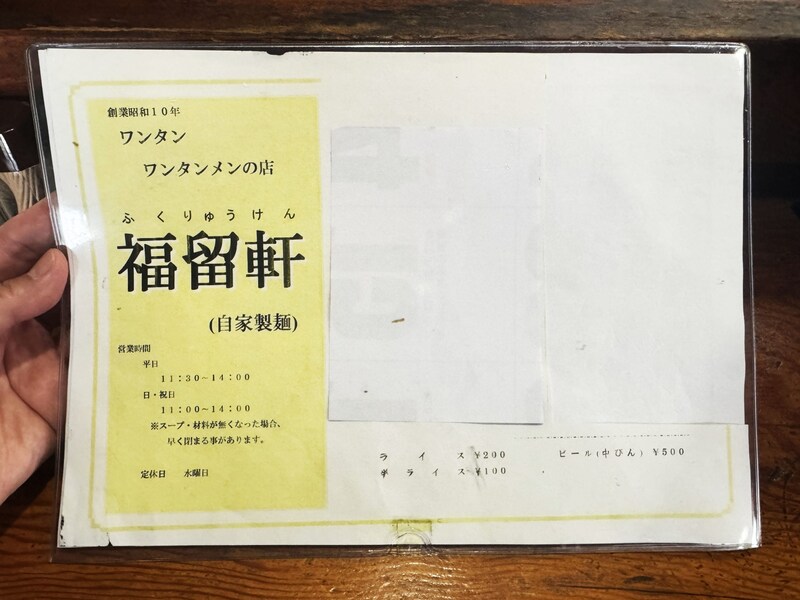 創業昭和10年
ワンタン
ワンタンメンの店
ふくりゅうけん
福留軒
(自家製麺)
営業時間
平日
11:30~14:00
日・祝日
11:00~14:00
※スープ・材料が無くなった場合、
早く閉まる事があります。
定休日 水曜日
ライス ¥200
半ライス ¥100
ビール(中びん) ¥500